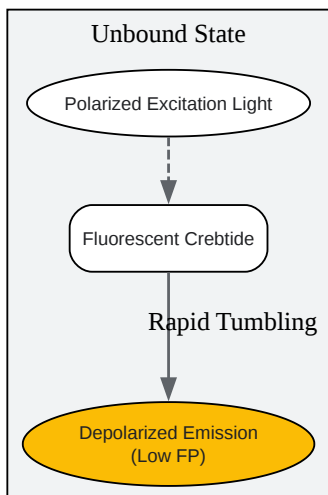 Unbound State
Polarized Excitation Light
Fluorescent Crebtide
Rapid Tumbling
Depolarized Emission
(Low FP)